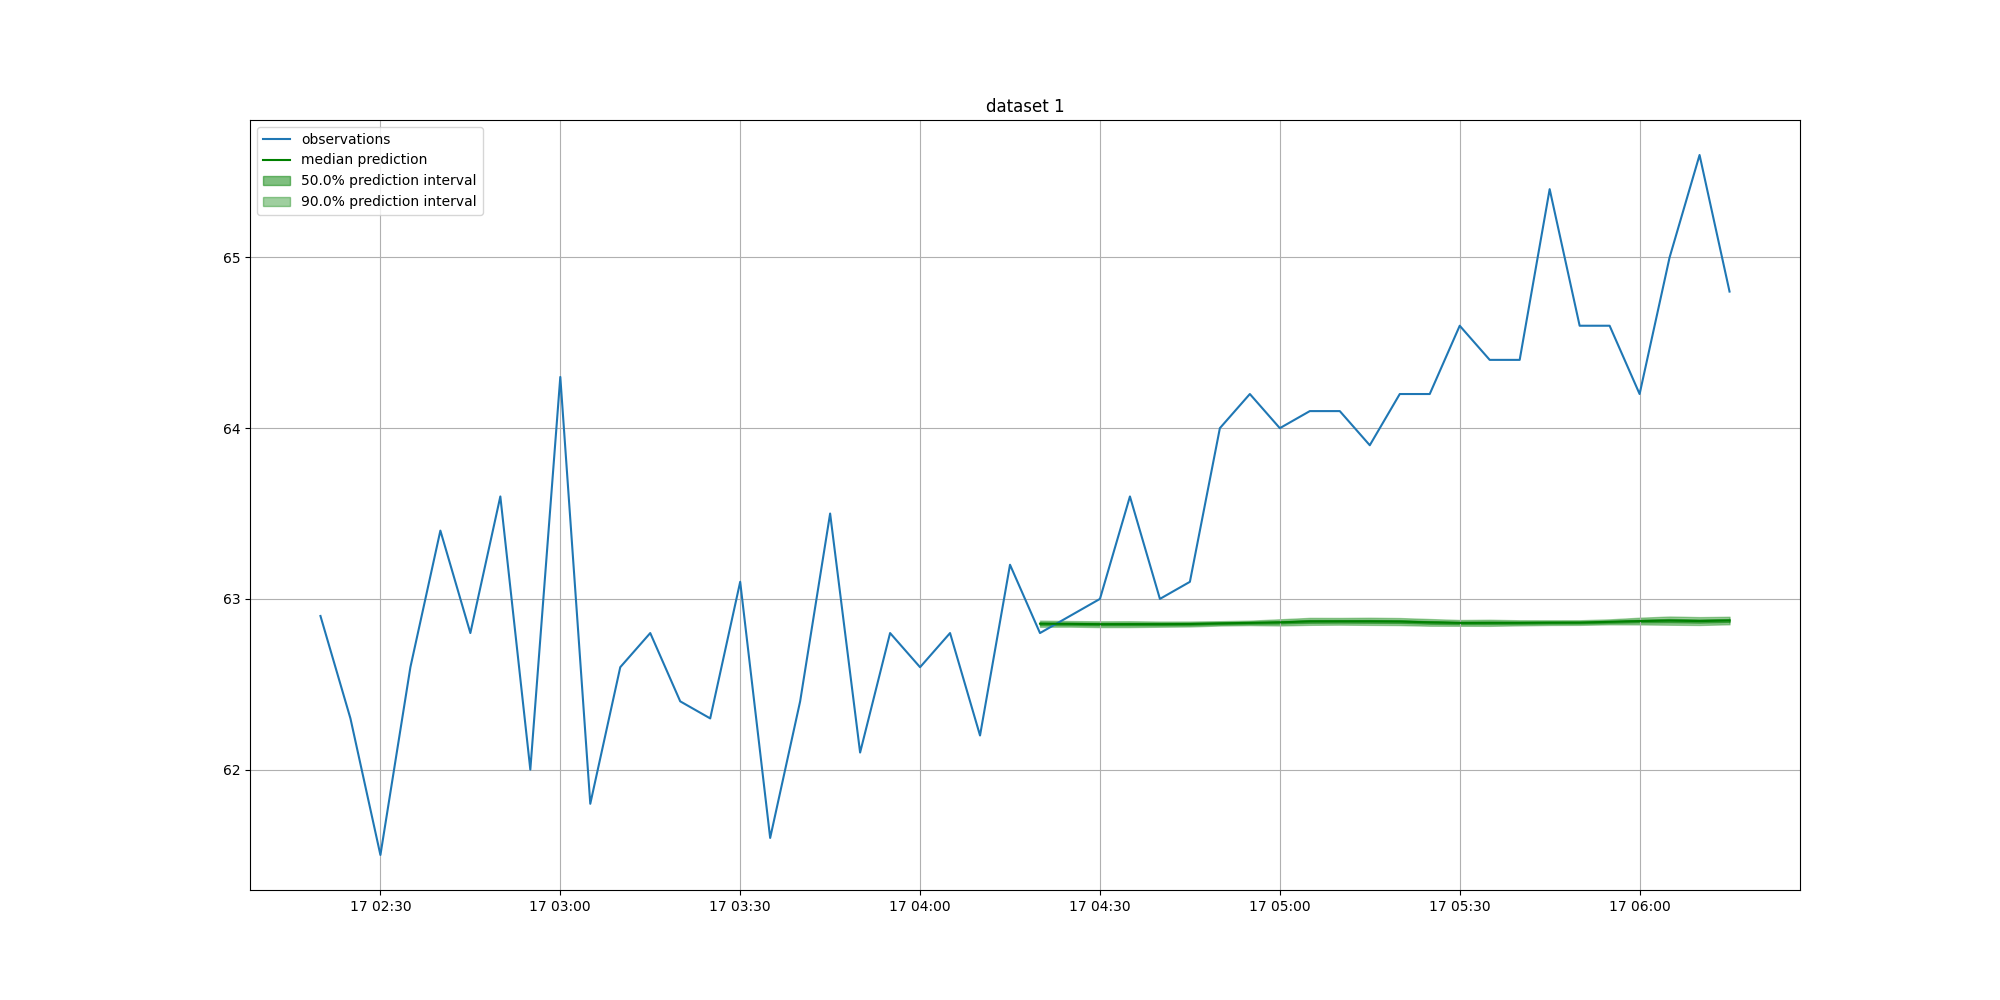 dataset 1
observations
median prediction
50.0% prediction interval
90.0% prediction interval
65
64
63
62
17 02:30
17 03:00
17 03:30
17 04:00
17 04:30
17 05:00
17 05:30
17 06:00